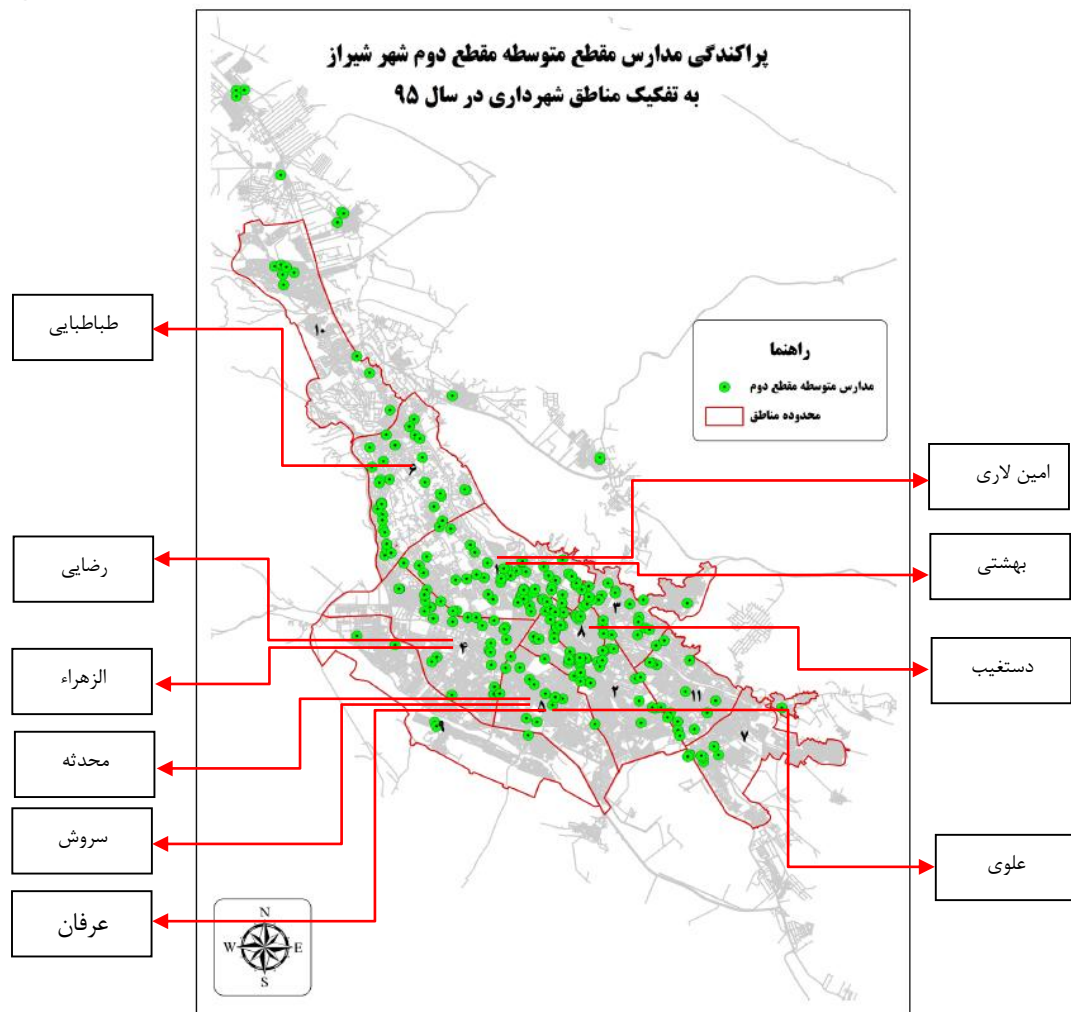 پراکندگی مدارس مقطع متوسطه مقطع دوم شهر شیراز
به تفکیک مناطق شهرداری در سال ۹۵
راهنما
مدارس متوسطه مقطع دوم
محدوده مناطق
۱۰
۶
۱
۳
۸
۴
۲
۱۱
۵
۹
۷
امین لاری
بهشتی
دستغیب
علوی
طباطبایی
رضایی
الزهراء
محدثه
سروش
عرفان
N
W
E
S